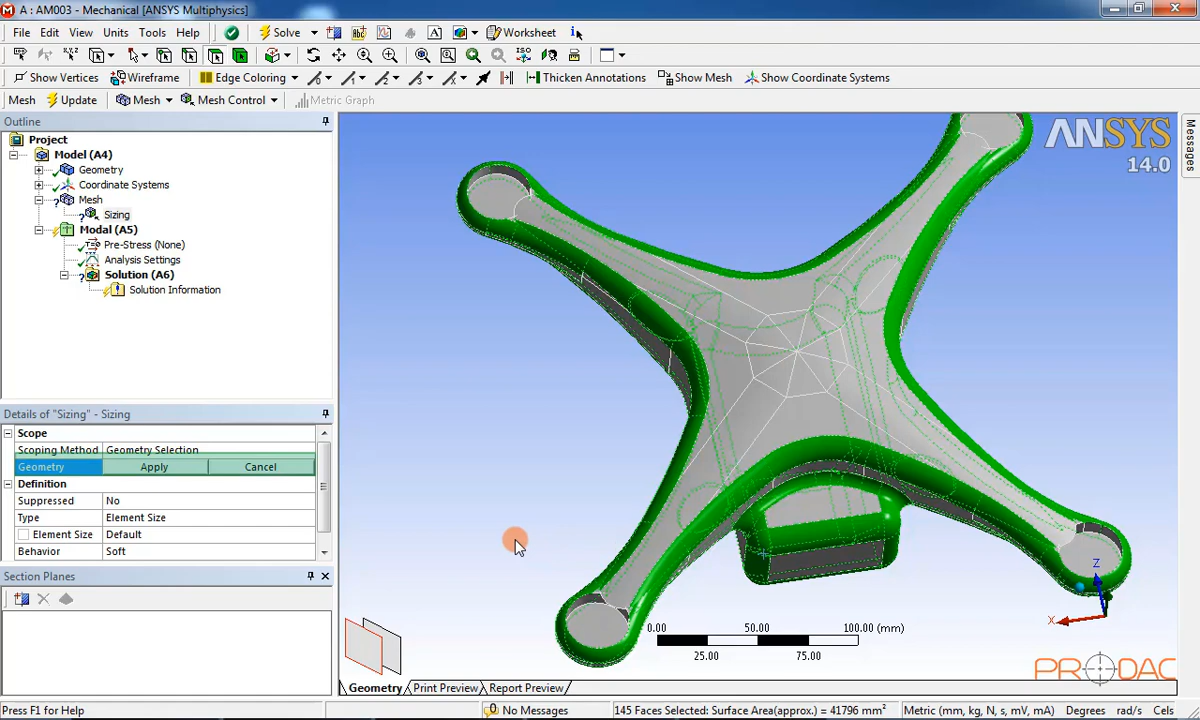 A : AM003 - Mechanical [ANSYS Multiphysics]
File Edit View Units Tools Help Solve Worksheet
Show Vertices Wireframe Edge Coloring Thicken Annotations Show Mesh Show Coordinate Systems
Mesh Update Mesh Mesh Control Metric Graph
Outline
Project
Model (A4)
Geometry
Coordinate Systems
Mesh
Sizing
Modal (A5)
Pre-Stress (None)
Analysis Settings
Solution (A6)
Solution Information
Details of "Sizing" - Sizing
Scope
Scoping Method Geometry Selection
Geometry Apply Cancel
Definition
Suppressed No
Type Element Size
Element Size Default
Behavior Soft
Section Planes
ANSYS
14.0
Messages
Z
X
0.00 50.00 100.00 (mm)
25.00 75.00
PRODAC
Geometry Print Preview Report Preview
Press F1 for Help 0 No Messages 145 Faces Selected: Surface Area(approx.) = 41796 mm² Metric (mm, kg, N, s, mV, mA) Degrees rad/s Cels